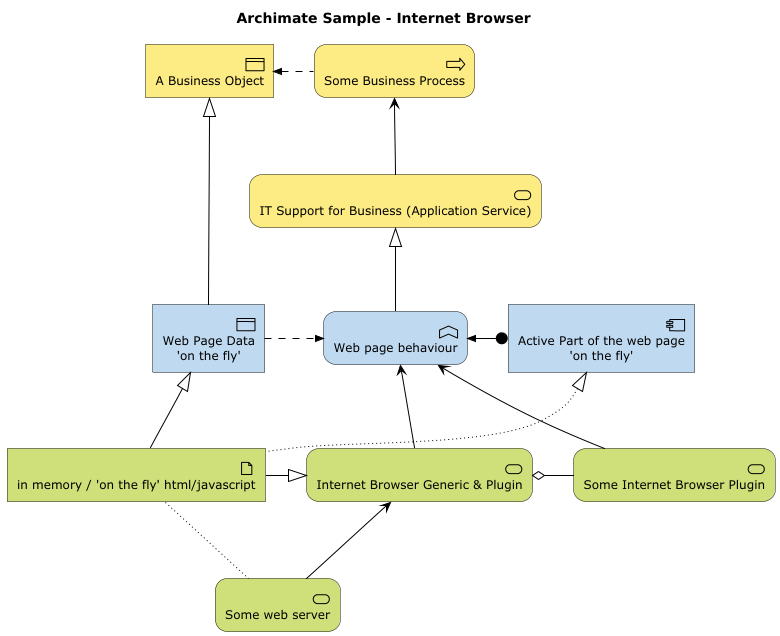 Archimate Sample - Internet Browser
A Business Object
Some Business Process
IT Support for Business (Application Service)
Web Page Data
'on the fly'
Web page behaviour
Active Part of the web page
'on the fly'
in memory / 'on the fly' html/javascript
Internet Browser Generic & Plugin
Some Internet Browser Plugin
Some web server